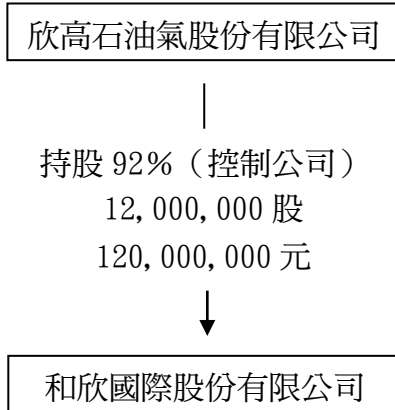 欣高石油氣股份有限公司
持股 92%（控制公司）
12,000,000 股
120,000,000 元
和欣國際股份有限公司